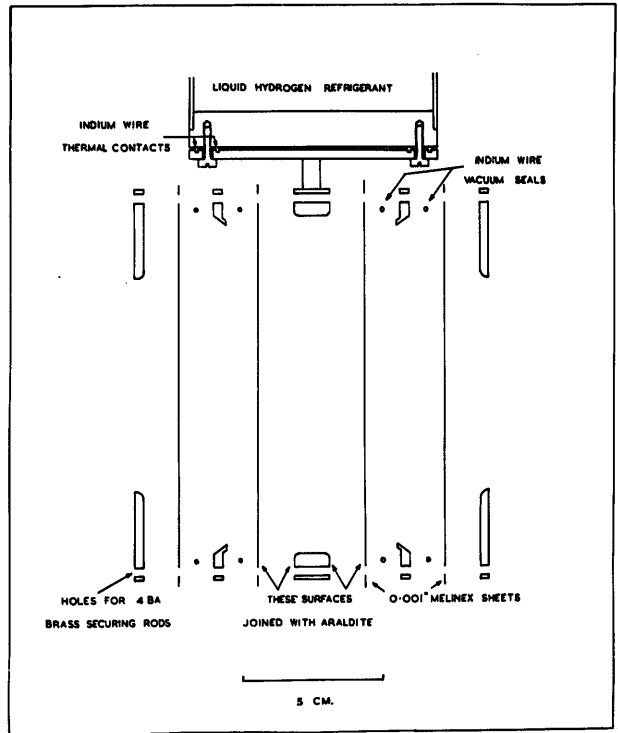 LIQUID HYDROGEN REFRIGERANT
INDIUM WIRE
THERMAL CONTACTS
INDIUM WIRE
VACUUM SEALS
HOLES FOR 4 BA
BRASS SECURING RODS
THESE SURFACES
JOINED WITH ARALDITE
0·001" MELINEX SHEETS
5 CM.